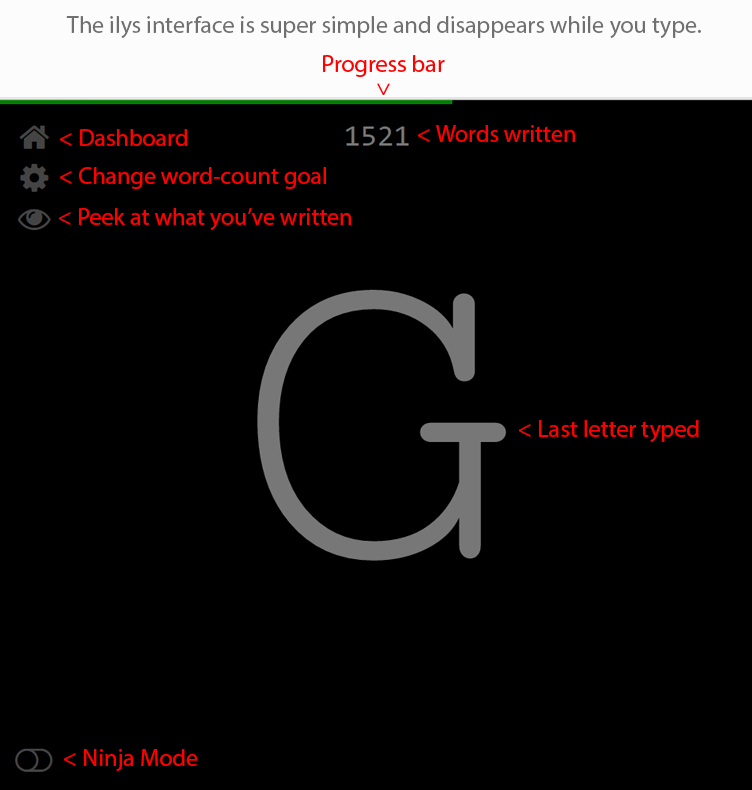 The ilys interface is super simple and disappears while you type.
Progress bar
˅
< Dashboard
1521 < Words written
< Change word-count goal
< Peek at what you’ve written
G
< Last letter typed
< Ninja Mode